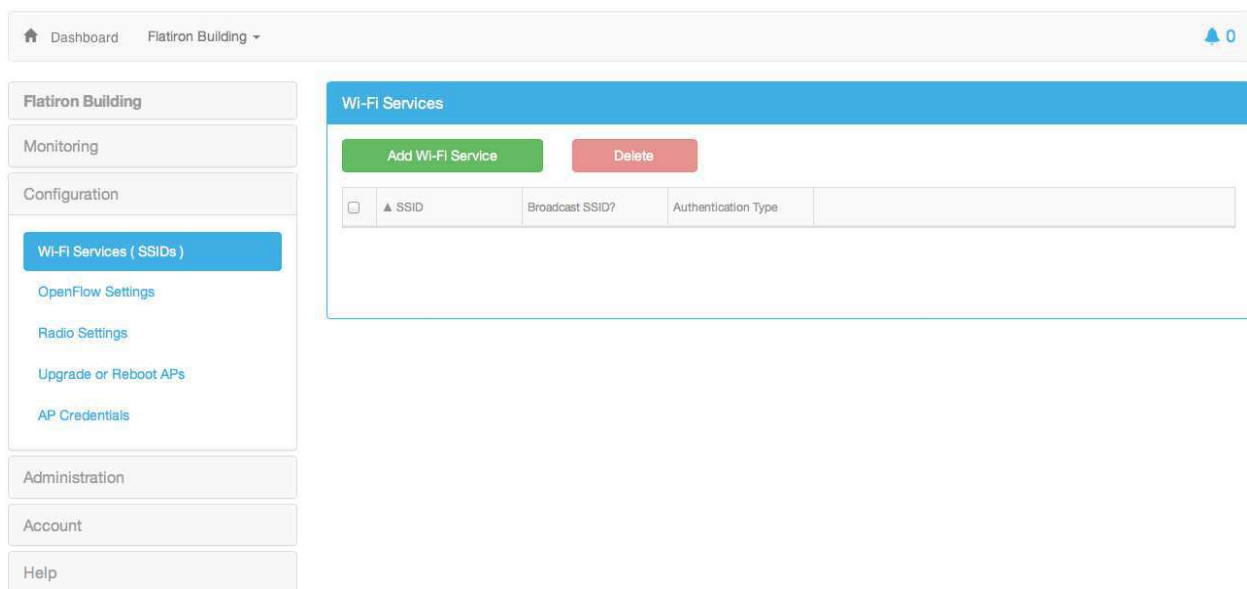 Dashboard Flatiron Building 0
Flatiron Building
Monitoring
Configuration
Wi-Fi Services ( SSIDs )
OpenFlow Settings
Radio Settings
Upgrade or Reboot APs
AP Credentials
Administration
Account
Help
Wi-Fi Services
Add Wi-Fi Service Delete
▲ SSID Broadcast SSID? Authentication Type